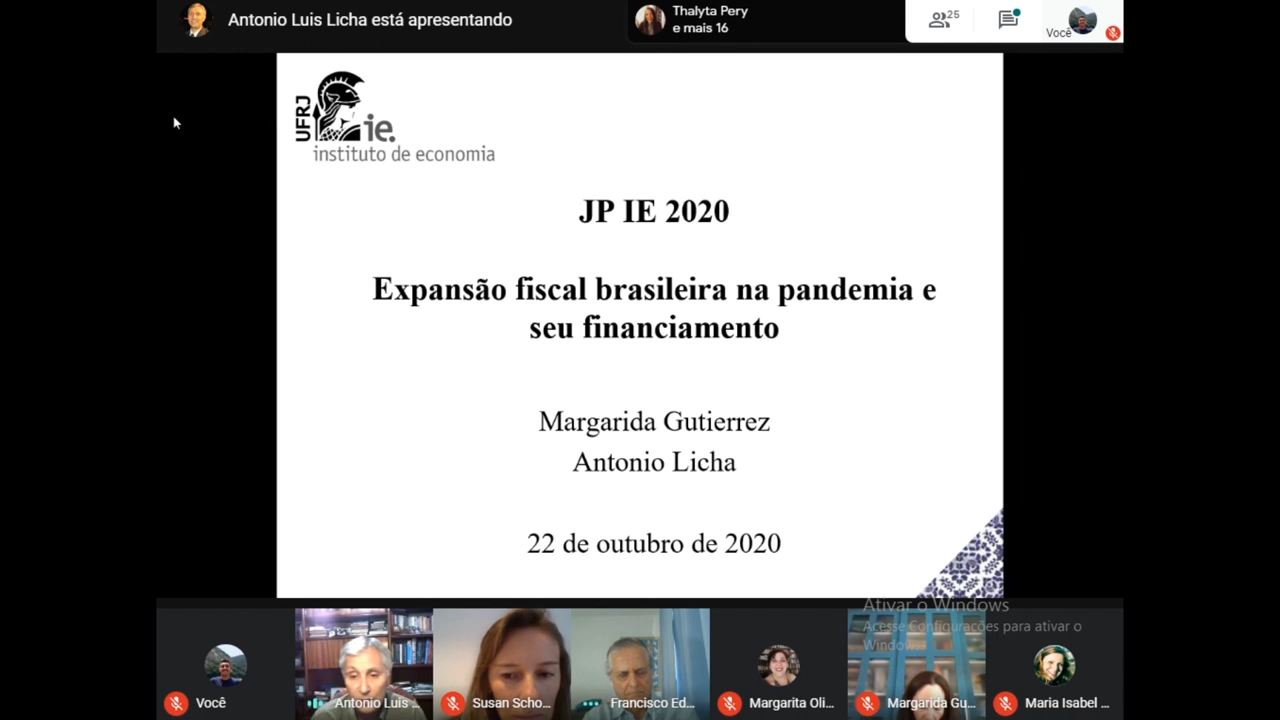 Antonio Luis Licha está apresentando
Thalyta Pery
e mais 16
25
Você
UFRJ
ie.
instituto de economia
JP IE 2020
Expansão fiscal brasileira na pandemia e
seu financiamento
Margarida Gutierrez
Antonio Licha
22 de outubro de 2020
Ativar o Windows
Acesse Configurações para ativar o
Windows.
Você
Antonio Luis ...
Susan Scho...
Francisco Ed...
Margarita Oli...
Margarida Gu...
Maria Isabel ...